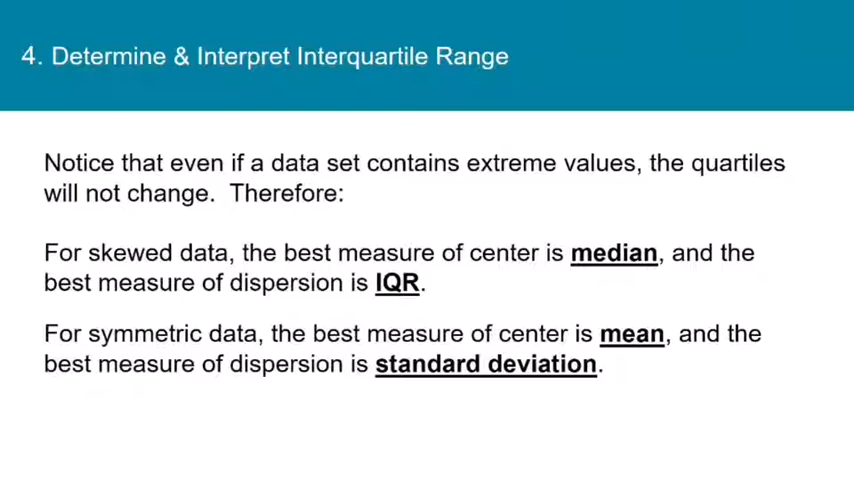 4. Determine & Interpret Interquartile Range
Notice that even if a data set contains extreme values, the quartiles
will not change.  Therefore:
For skewed data, the best measure of center is median, and the
best measure of dispersion is IQR.
For symmetric data, the best measure of center is mean, and the
best measure of dispersion is standard deviation.